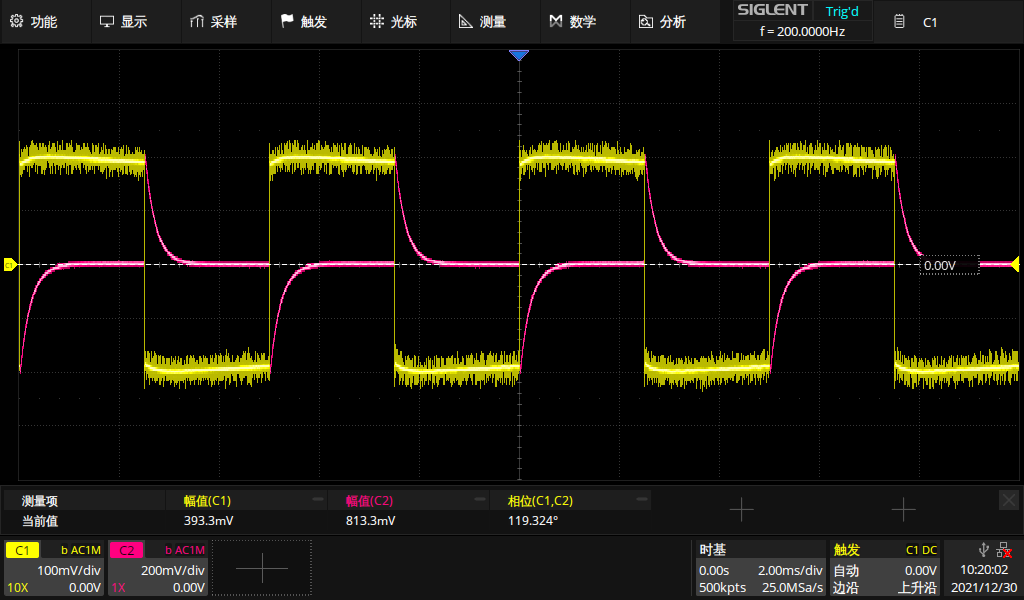 功能 显示 采样 触发 光标 测量 数学 分析 SIGLENT Trig'd C1
f = 200.0000Hz
C1
0.00V
测量项 幅值(C1) 幅值(C2) 相位(C1,C2)
当前值 393.3mV 813.3mV 119.324°
C1 b AC1M C2 b AC1M 时基 触发 C1 DC
100mV/div 200mV/div 0.00s 2.00ms/div 自动 0.00V 10:20:02
10X 0.00V 1X 0.00V 500kpts 25.0MSa/s 边沿 上升沿 2021/12/30